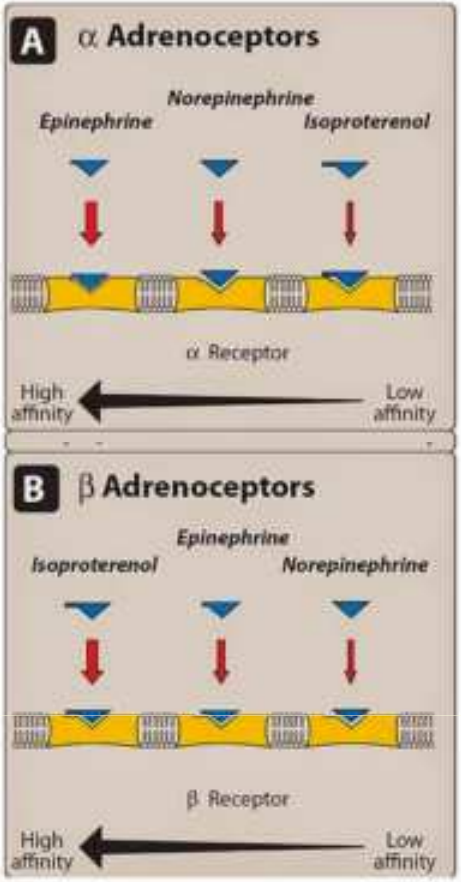 A α Adrenoceptors
Norepinephrine
Epinephrine Isoproterenol
α Receptor
High affinity Low affinity
B β Adrenoceptors
Epinephrine
Isoproterenol Norepinephrine
β Receptor
High affinity Low affinity